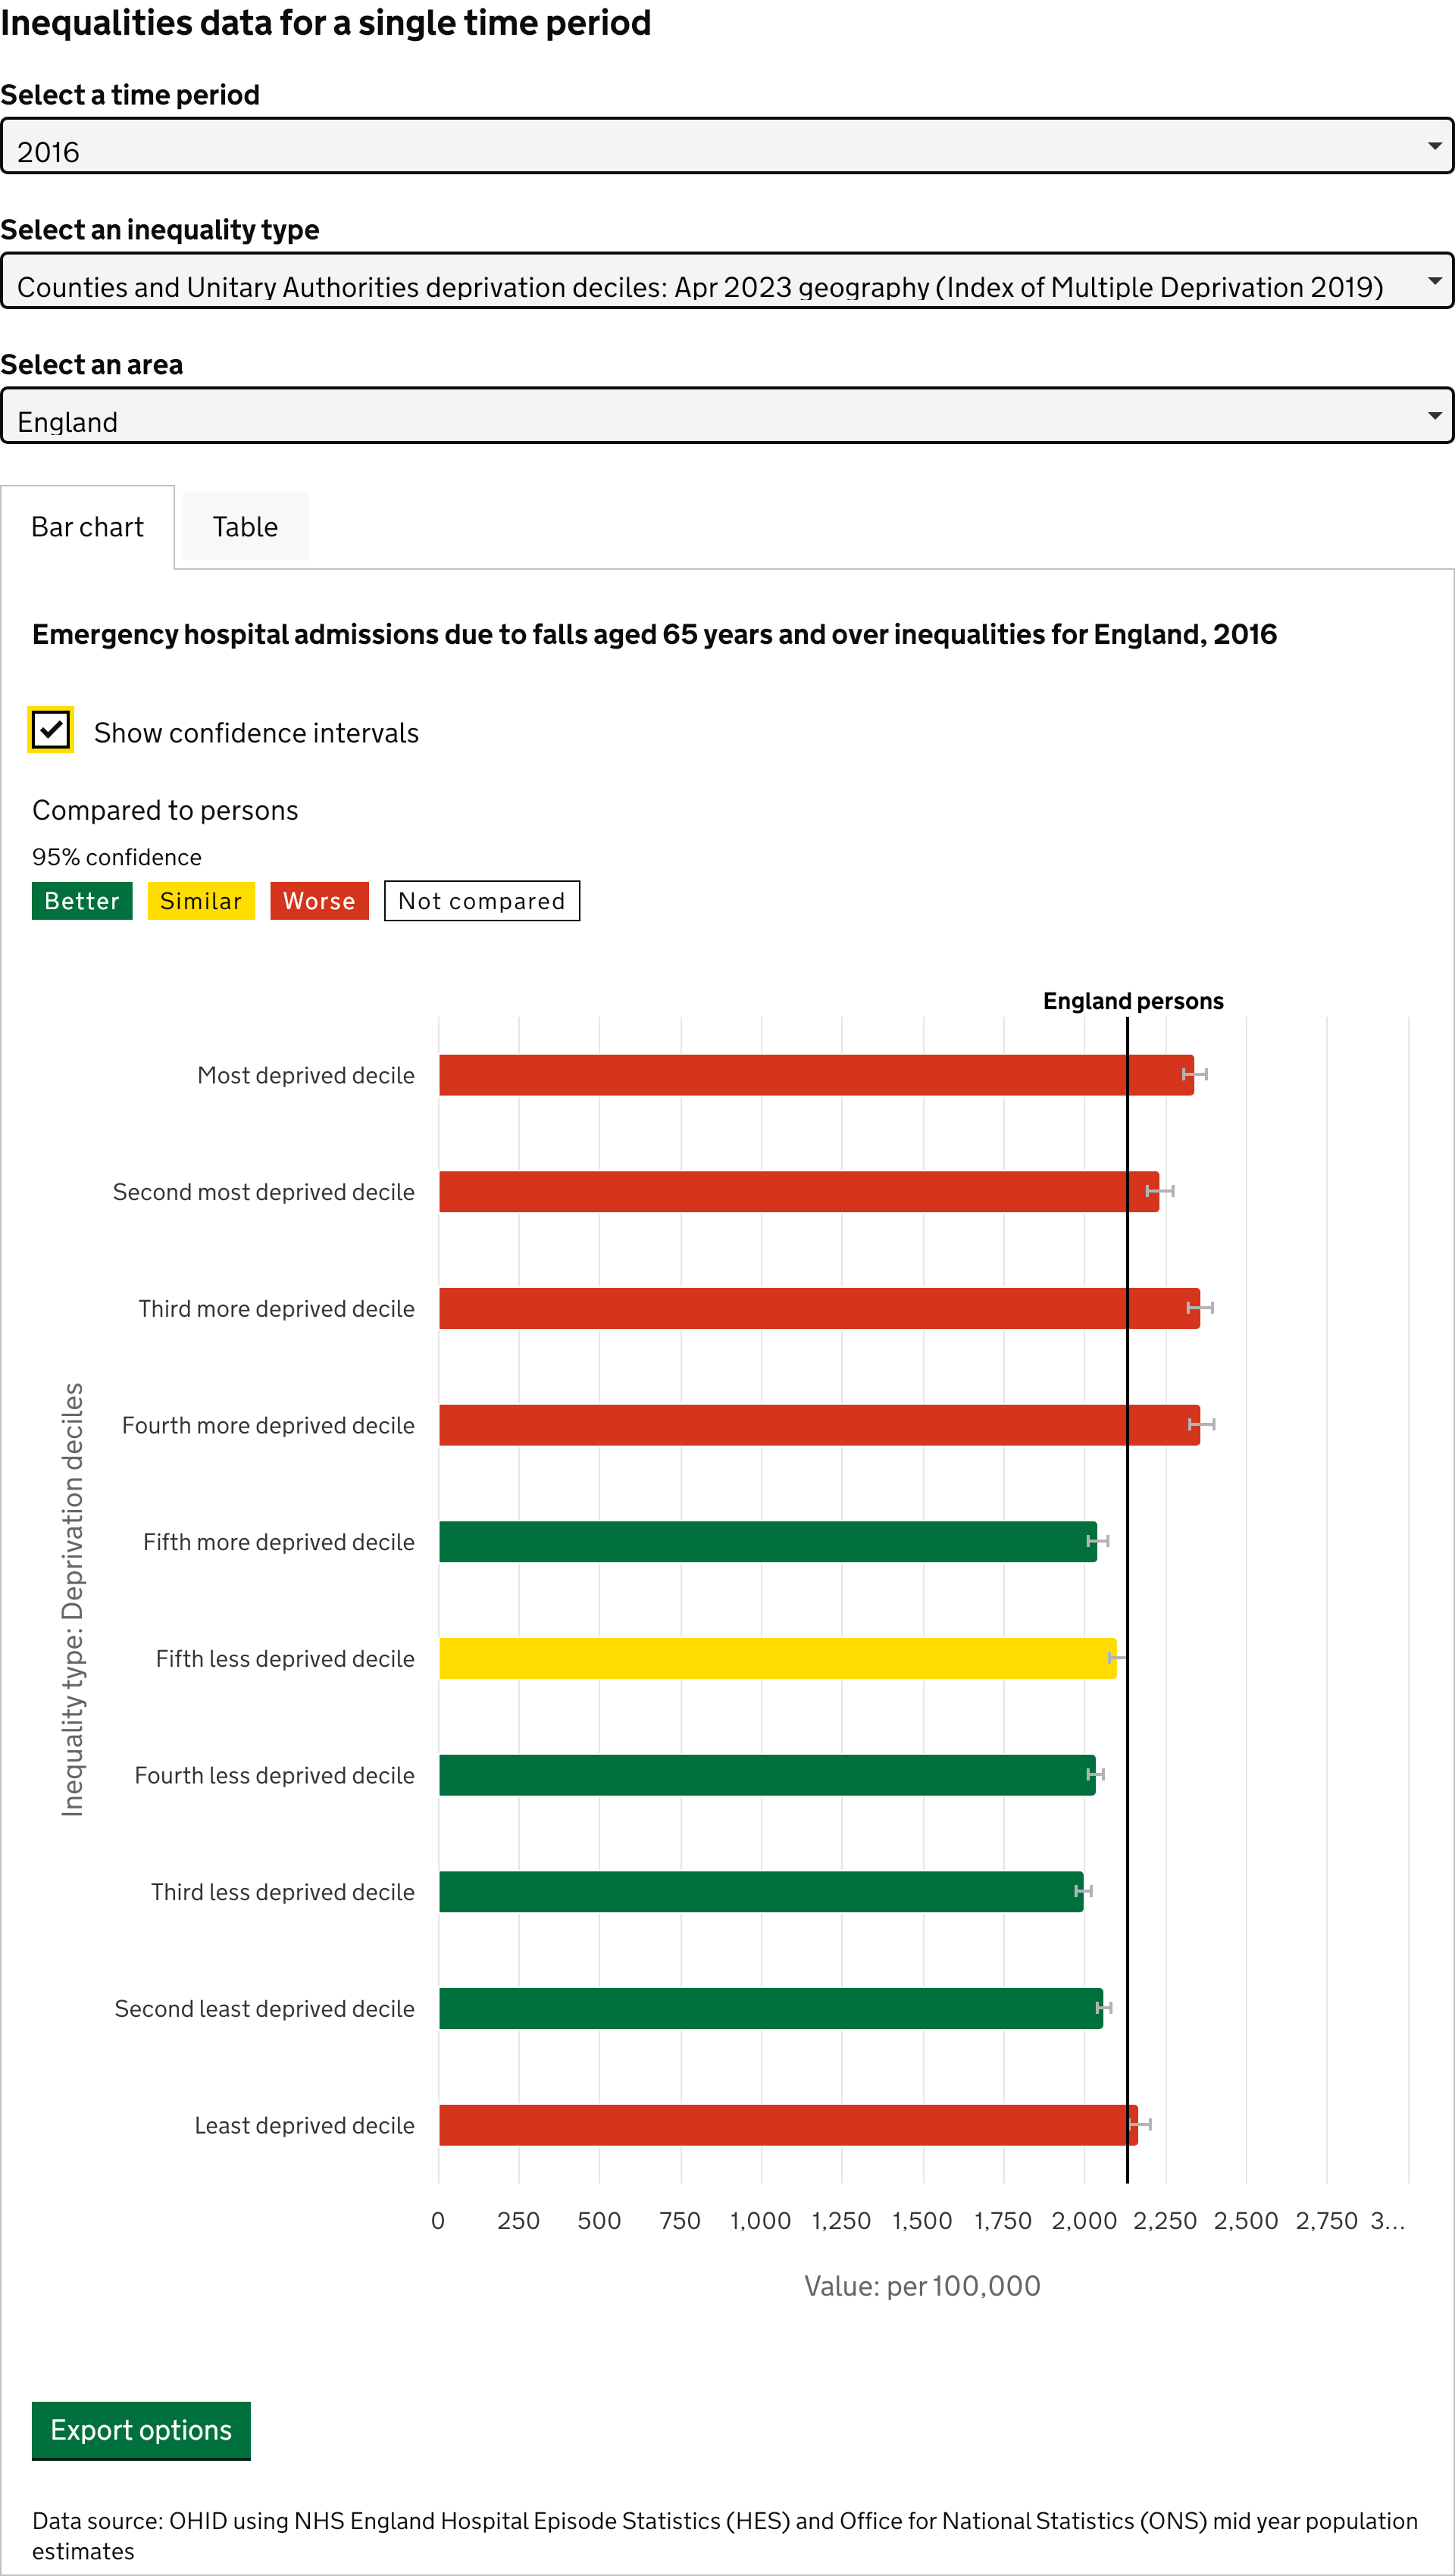 Inequalities data for a single time period
Select a time period
2016
Select an inequality type
Counties and Unitary Authorities deprivation deciles: Apr 2023 geography (Index of Multiple Deprivation 2019)
Select an area
England
Bar chart
Table
Emergency hospital admissions due to falls aged 65 years and over inequalities for England, 2016
Show confidence intervals
Compared to persons
95% confidence
Better
Similar
Worse
Not compared
England persons
Inequality type: Deprivation deciles
Most deprived decile
Second most deprived decile
Third more deprived decile
Fourth more deprived decile
Fifth more deprived decile
Fifth less deprived decile
Fourth less deprived decile
Third less deprived decile
Second least deprived decile
Least deprived decile
0 250 500 750 1,000 1,250 1,500 1,750 2,000 2,250 2,500 2,750 3...
Value: per 100,000
Export options
Data source: OHID using NHS England Hospital Episode Statistics (HES) and Office for National Statistics (ONS) mid year population
estimates